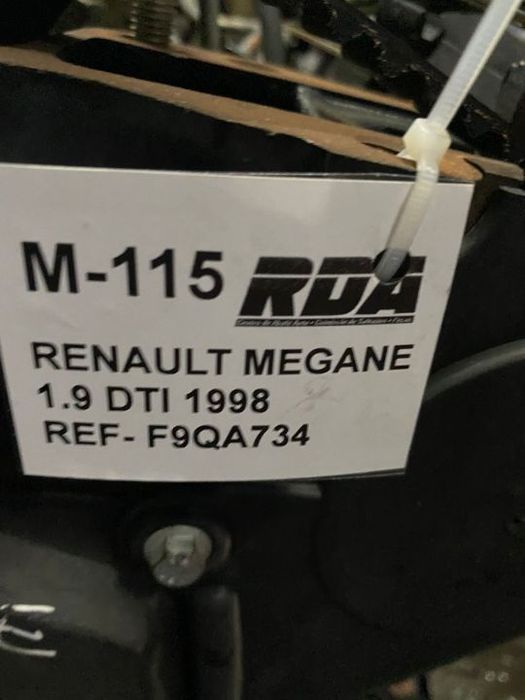 M-115 RDA
RENAULT MEGANE
1.9 DTI 1998
REF- F9QA734